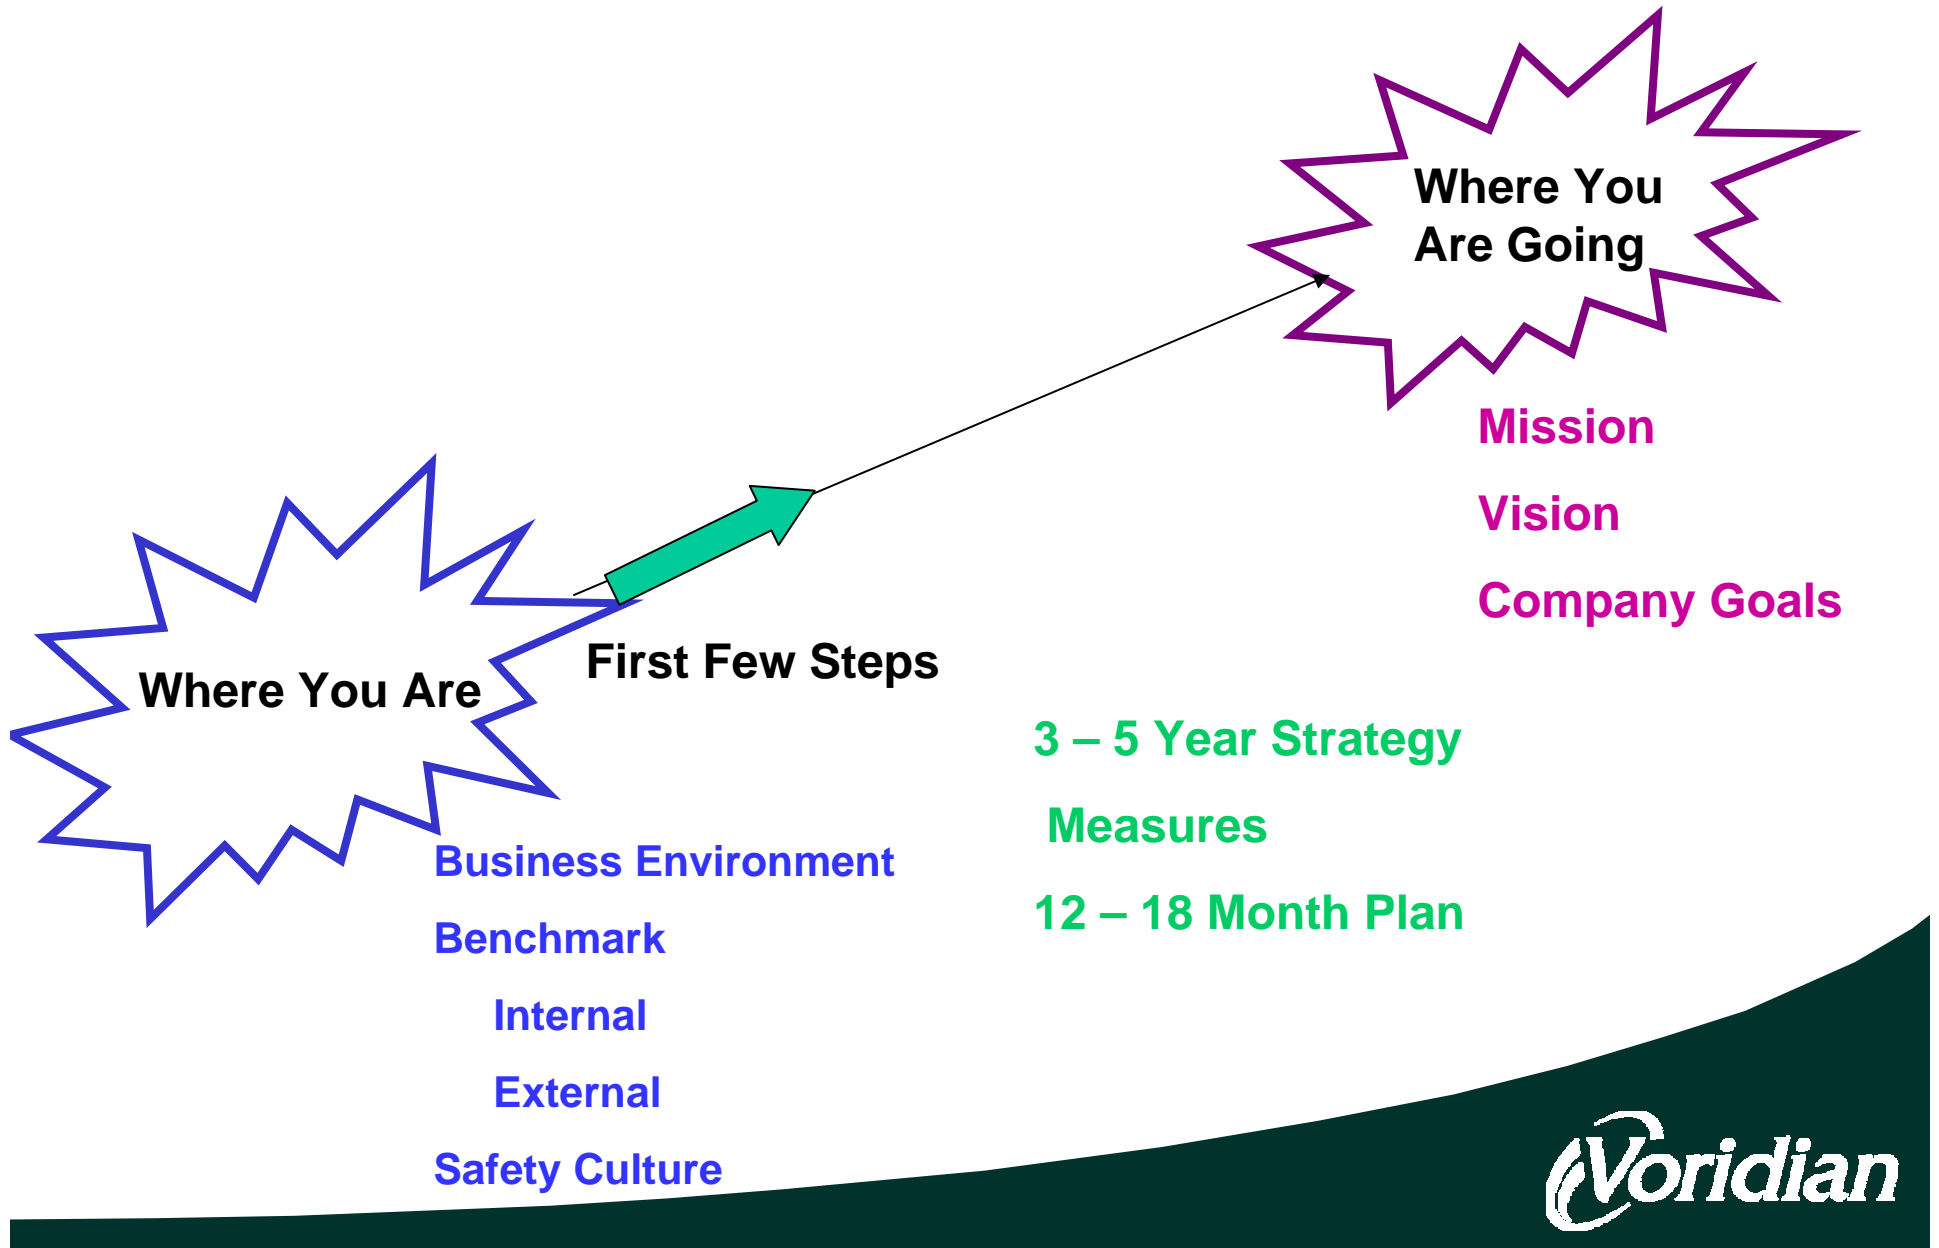 Where You
Are Going
Mission
Vision
Company Goals
First Few Steps
Where You Are
3 – 5 Year Strategy
Measures
12 – 18 Month Plan
Business Environment
Benchmark
Internal
External
Safety Culture
Voridian